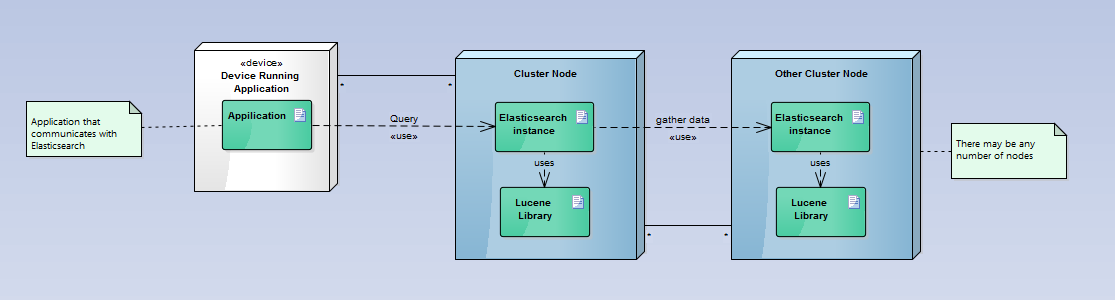 Application that
communicates with
Elasticsearch
«device»
Device Running
Application
Appilication
*
*
Query
«use»
Cluster Node
Elasticsearch
instance
uses
Lucene
Library
gather data
«use»
*
*
Other Cluster Node
Elasticsearch
instance
uses
Lucene
Library
There may be any
number of nodes